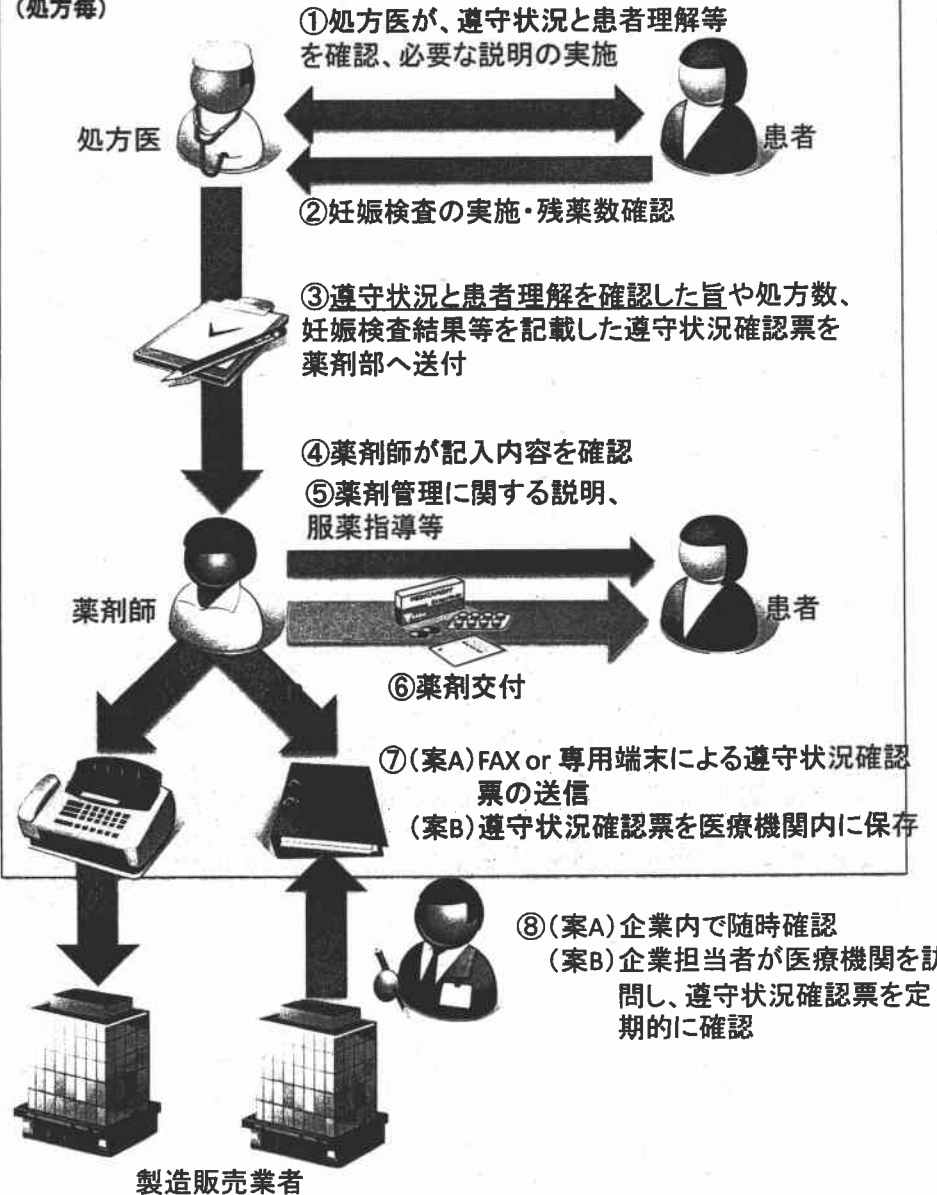 (処方毎)
①処方医が、遵守状況と患者理解等
を確認、必要な説明の実施
処方医
患者
②妊娠検査の実施・残薬数確認
③遵守状況と患者理解を確認した旨や処方数、
妊娠検査結果等を記載した遵守状況確認票を
薬剤部へ送付
④薬剤師が記入内容を確認
⑤薬剤管理に関する説明、
服薬指導等
薬剤師
患者
⑥薬剤交付
⑦(案A)FAX or 専用端末による遵守状況確認
票の送信
(案B)遵守状況確認票を医療機関内に保存
⑧(案A)企業内で随時確認
(案B)企業担当者が医療機関を訪
問し、遵守状況確認票を定
期的に確認
製造販売業者